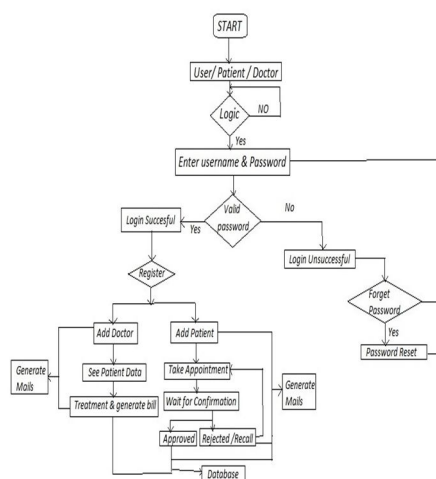 START
User/ Patient / Doctor
Logic
NO
Yes
Enter username & Password
Valid
password
Yes
No
Login Succesful
Login Unsuccessful
Register
Forget
Password
Yes
Password Reset
Add Doctor
Add Patient
Generate
Mails
See Patient Data
Take Appointment
Generate
Mails
Treatment & generate bill
Wait for Confirmation
Approved
Rejected /Recall
Database